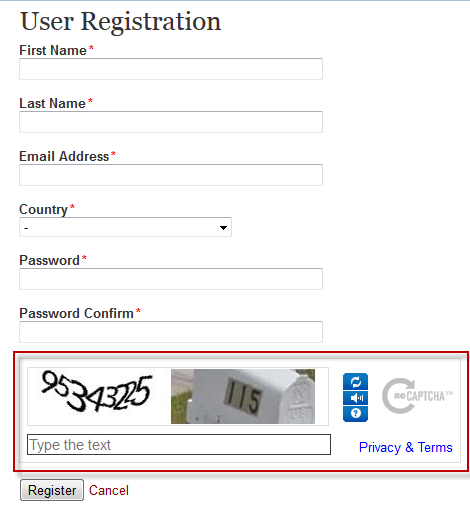 User Registration
First Name*
Last Name*
Email Address*
Country*
-
Password*
Password Confirm*
95344325 115
?
reCAPTCHA™
Type the text
Privacy & Terms
Register Cancel